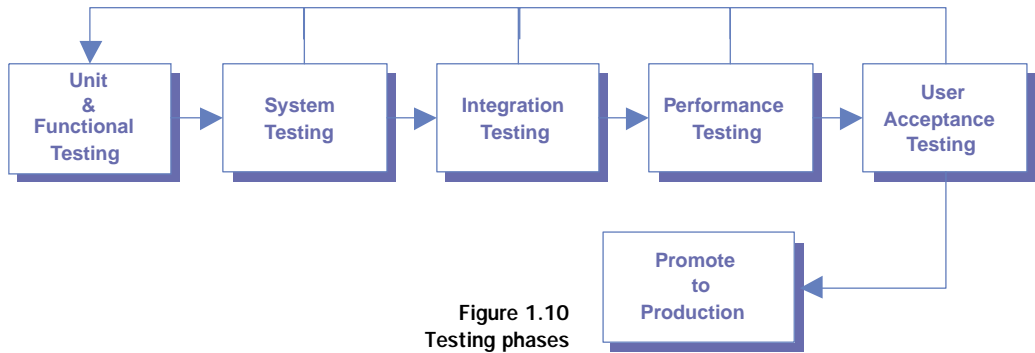 Unit
&
Functional
Testing
System
Testing
Integration
Testing
Performance
Testing
User
Acceptance
Testing
Promote
to
Production
Figure 1.10
Testing phases